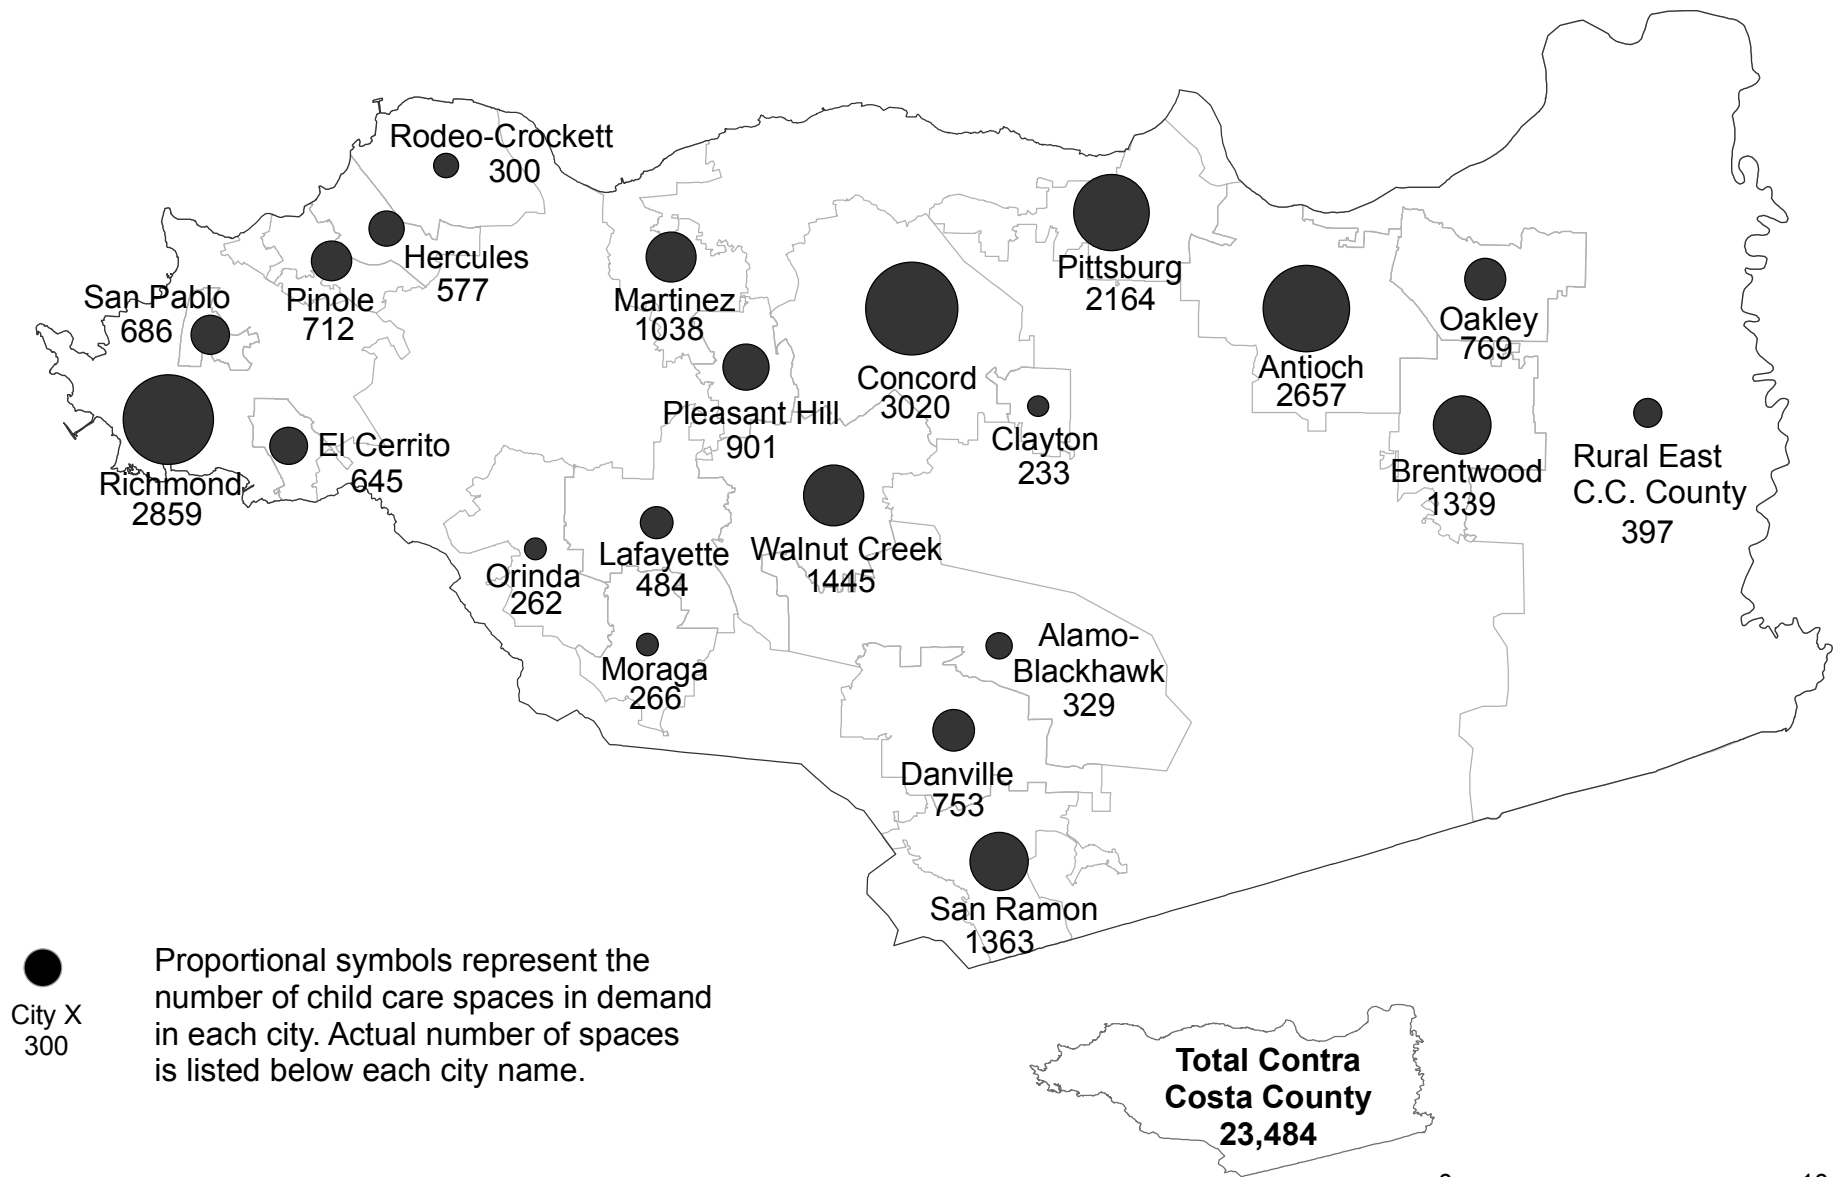 Rodeo-Crockett
300
Hercules
577
Pinole
712
San Pablo
686
Richmond
2859
El Cerrito
645
Martinez
1038
Pleasant Hill
901
Concord
3020
Clayton
233
Pittsburg
2164
Antioch
2657
Oakley
769
Brentwood
1339
Rural East
C.C. County
397
Walnut Creek
1445
Lafayette
484
Orinda
262
Moraga
266
Alamo-
Blackhawk
329
Danville
753
San Ramon
1363
City X
300
Proportional symbols represent the
number of child care spaces in demand
in each city. Actual number of spaces
is listed below each city name.
Total Contra
Costa County
23,484